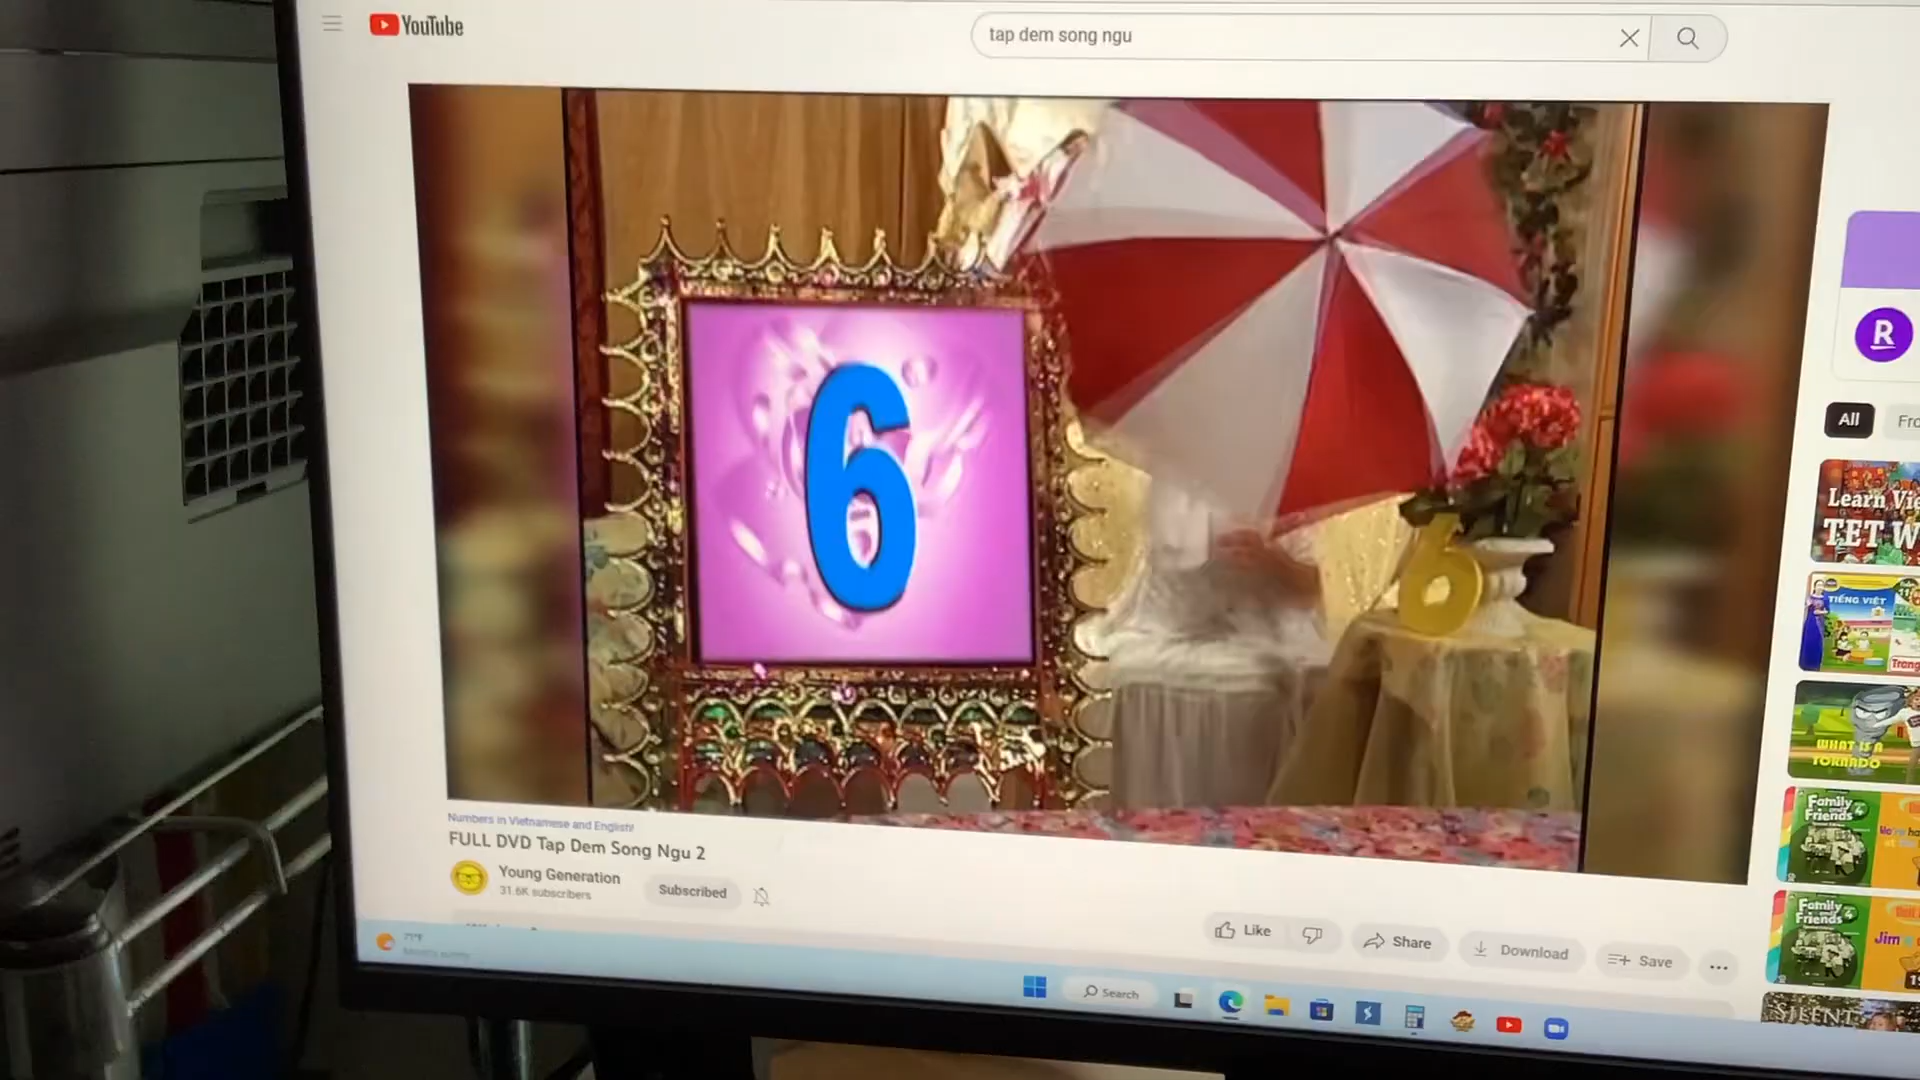 YouTube
tap dem song ngu
6
6
R
All
Learn
TET
TIẾNG VIỆT
WHAT IS A
TORNADO
Family
and
Friends
Family
Friends
Jim
SILENT
Numbers in Vietnamese and English!
FULL DVD Tap Dem Song Ngu 2
Young Generation
31.6K subscribers
Subscribed
Like
Share
Download
Save
Search